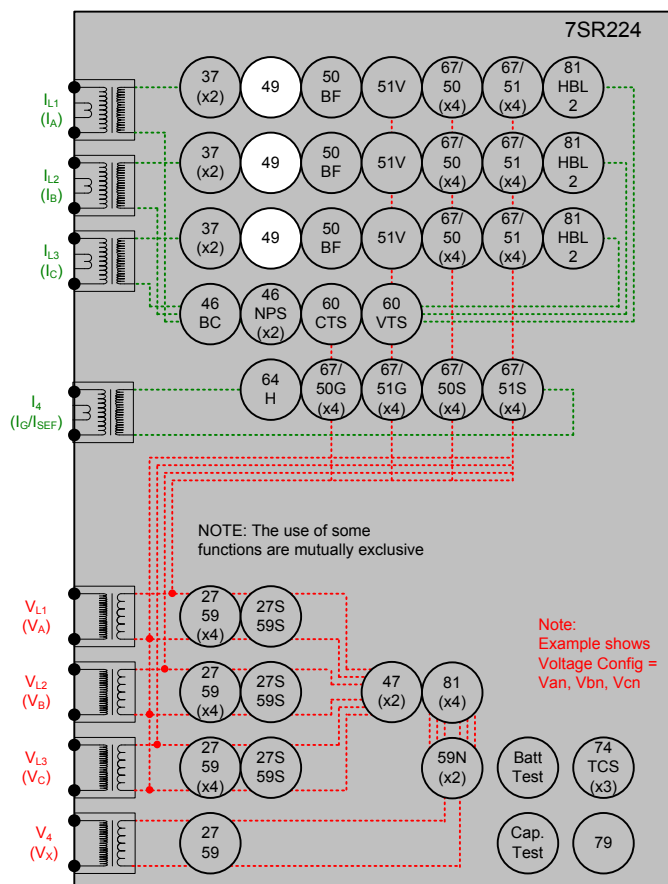 7SR224
IL1
(IA)
37
(x2)
49
50
BF
51V
67/
50
(x4)
67/
51
(x4)
81
HBL
2
IL2
(IB)
37
(x2)
49
50
BF
51V
67/
50
(x4)
67/
51
(x4)
81
HBL
2
IL3
(IC)
37
(x2)
49
50
BF
51V
67/
50
(x4)
67/
51
(x4)
81
HBL
2
46
BC
46
NPS
(x2)
60
CTS
60
VTS
I4
(IG/ISEF)
64
H
67/
50G
(x4)
67/
51G
(x4)
67/
50S
(x4)
67/
51S
(x4)
NOTE: The use of some
functions are mutually exclusive
VL1
(VA)
27
59
(x4)
27S
59S
Note:
Example shows
Voltage Config =
Van, Vbn, Vcn
VL2
(VB)
27
59
(x4)
27S
59S
47
(x2)
81
(x4)
VL3
(VC)
27
59
(x4)
27S
59S
59N
(x2)
Batt
Test
74
TCS
(x3)
V4
(VX)
27
59
Cap.
Test
79